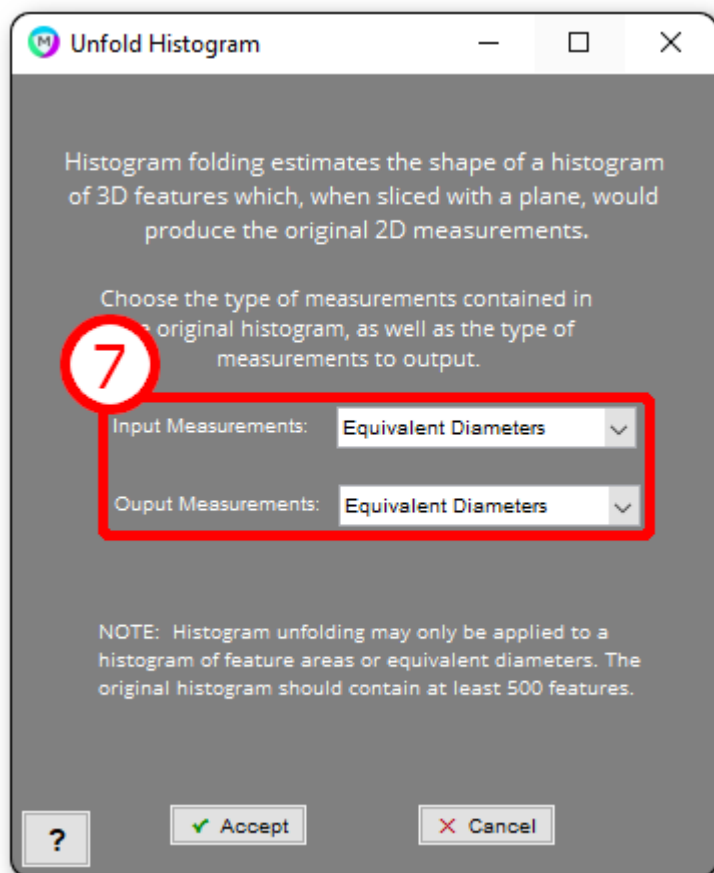 M Unfold Histogram
Histogram folding estimates the shape of a histogram
of 3D features which, when sliced with a plane, would
produce the original 2D measurements.
Choose the type of measurements contained in
e original histogram, as well as the type of
measurements to output.
7
Input Measurements: Equivalent Diameters
Ouput Measurements: Equivalent Diameters
NOTE: Histogram unfolding may only be applied to a
histogram of feature areas or equivalent diameters. The
original histogram should contain at least 500 features.
? Accept Cancel